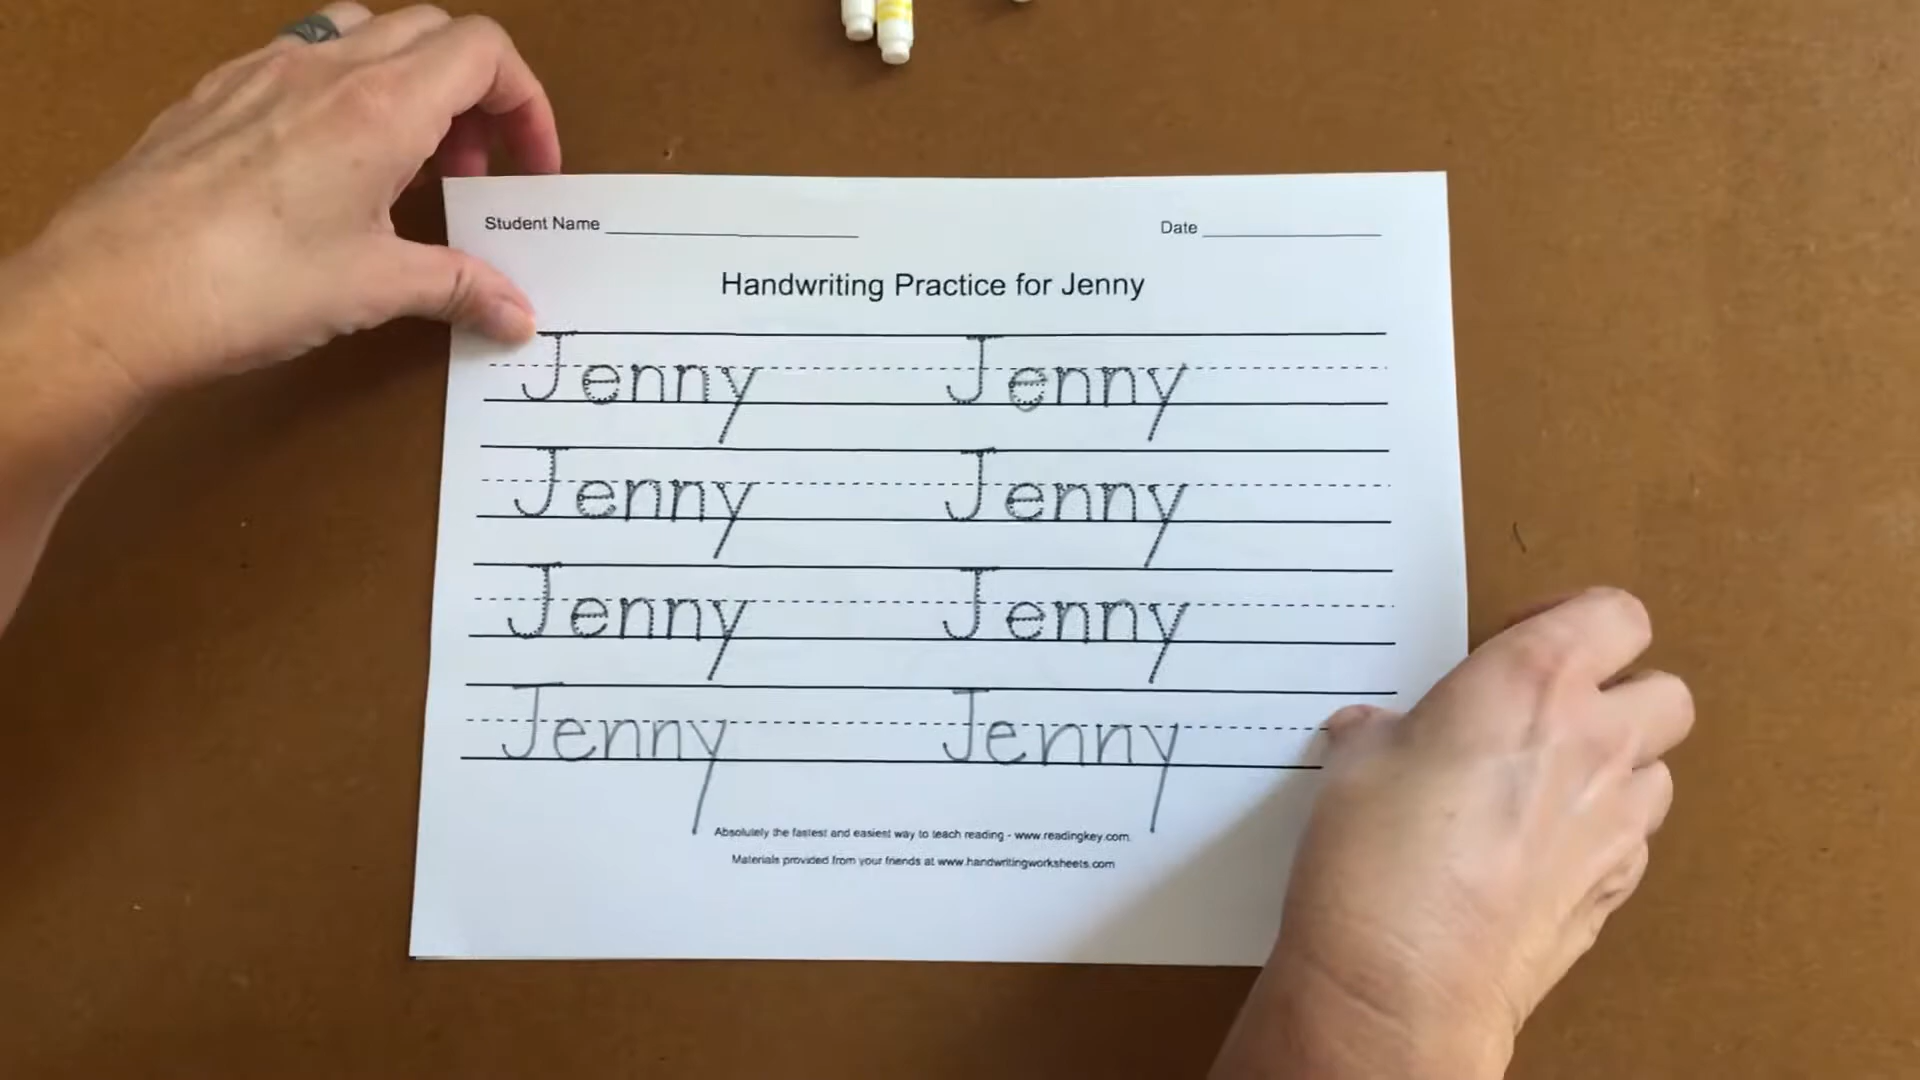 Student Name Date
Handwriting Practice for Jenny
Jenny Jenny
Jenny Jenny
Jenny Jenny
Jenny Jenny
Absolutely the fastest and easiest way to teach reading - www.readingkey.com.
Materials provided from your friends at www.handwritingworksheets.com